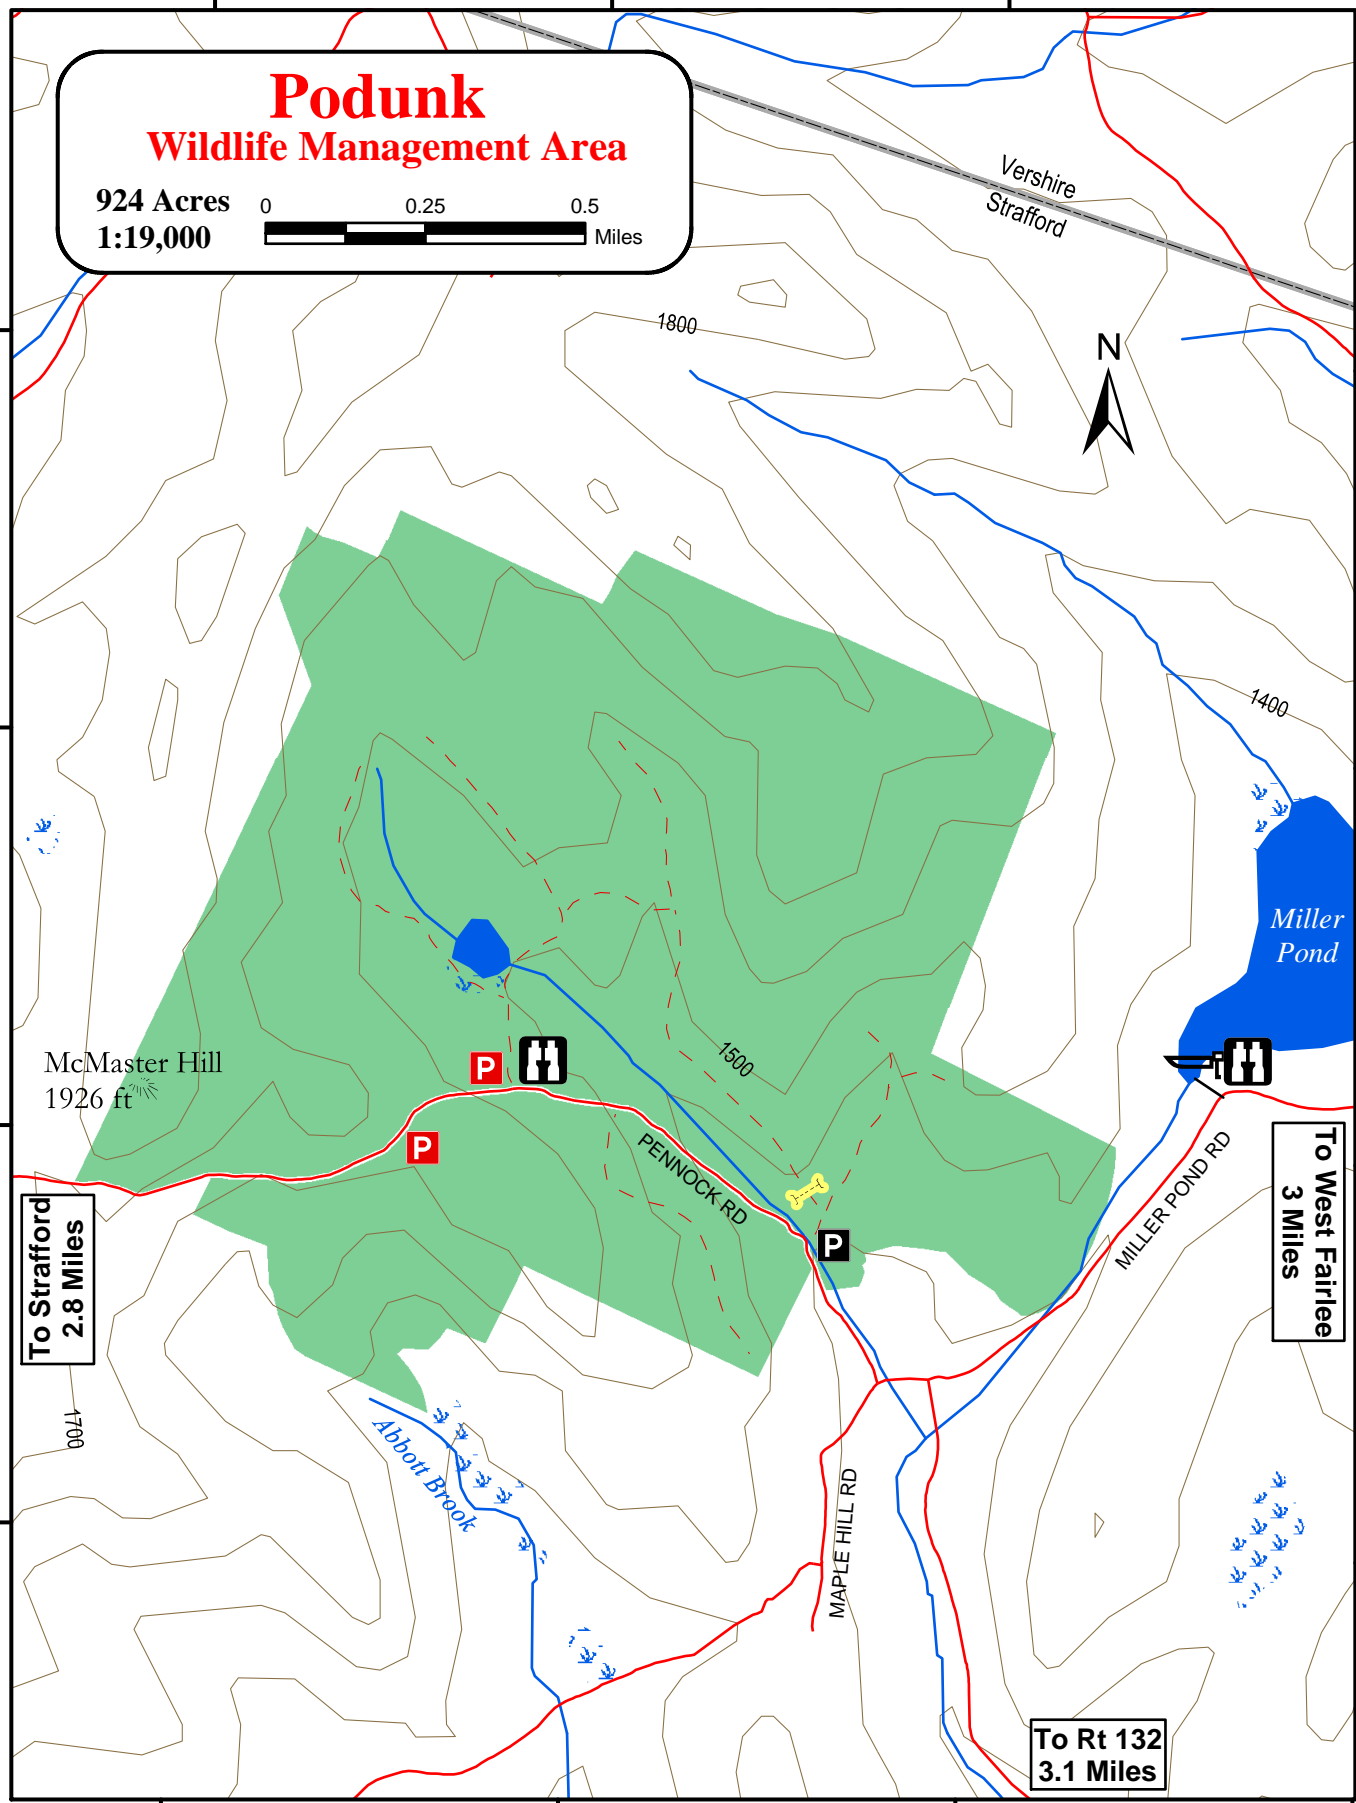 Podunk
Wildlife Management Area
924 Acres
1:19,000
0 0.25 0.5
Miles
Vershire
Strafford
1800
N
1400
Miller
Pond
McMaster Hill
1926 ft
P
1500
P
PENNOCK RD
P
MILLER POND RD
To West Fairlee
3 Miles
To Strafford
2.8 Miles
1700
Abbott Brook
MAPLE HILL RD
To Rt 132
3.1 Miles